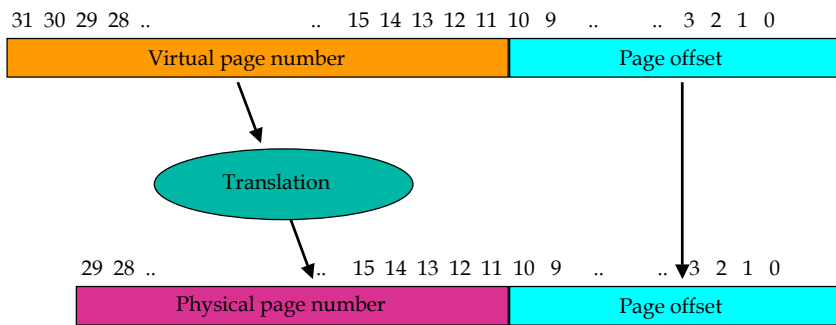 31 30 29 28 .. .. 15 14 13 12 11 10 9 .. .. 3 2 1 0
Virtual page number Page offset
Translation
29 28 .. .. 15 14 13 12 11 10 9 .. .. 3 2 1 0
Physical page number Page offset